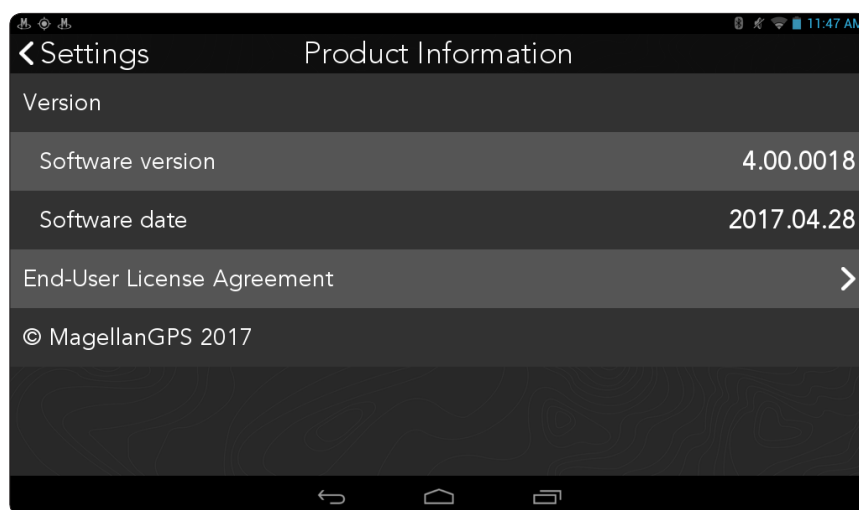 11:47 AM
Settings
Product Information
Version
Software version
4.00.0018
Software date
2017.04.28
End-User License Agreement
© MagellanGPS 2017